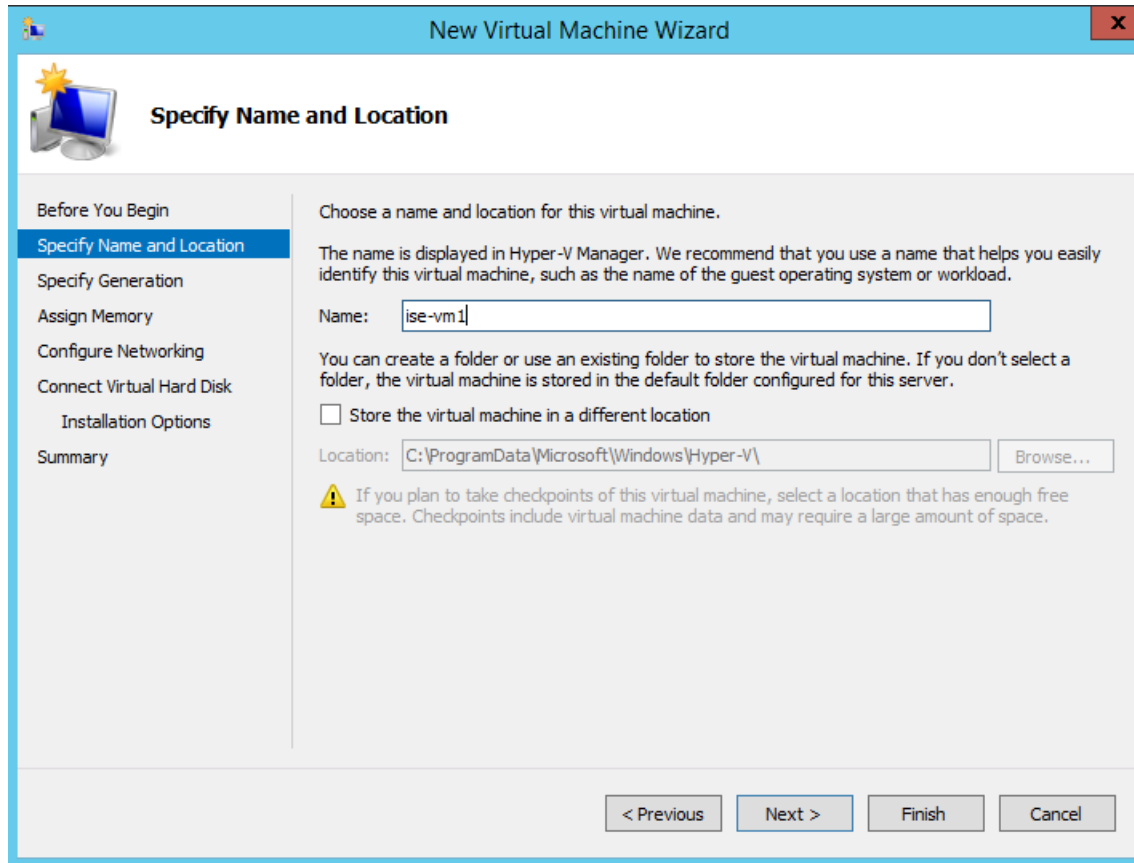 New Virtual Machine Wizard
x
Specify Name and Location
Before You Begin
Specify Name and Location
Specify Generation
Assign Memory
Configure Networking
Connect Virtual Hard Disk
Installation Options
Summary
Choose a name and location for this virtual machine.
The name is displayed in Hyper-V Manager. We recommend that you use a name that helps you easily
identify this virtual machine, such as the name of the guest operating system or workload.
Name: ise-vm1
You can create a folder or use an existing folder to store the virtual machine. If you don't select a
folder, the virtual machine is stored in the default folder configured for this server.
Store the virtual machine in a different location
Location: C:\ProgramData\Microsoft\Windows\Hyper-V\ Browse...
If you plan to take checkpoints of this virtual machine, select a location that has enough free
space. Checkpoints include virtual machine data and may require a large amount of space.
< Previous Next > Finish Cancel